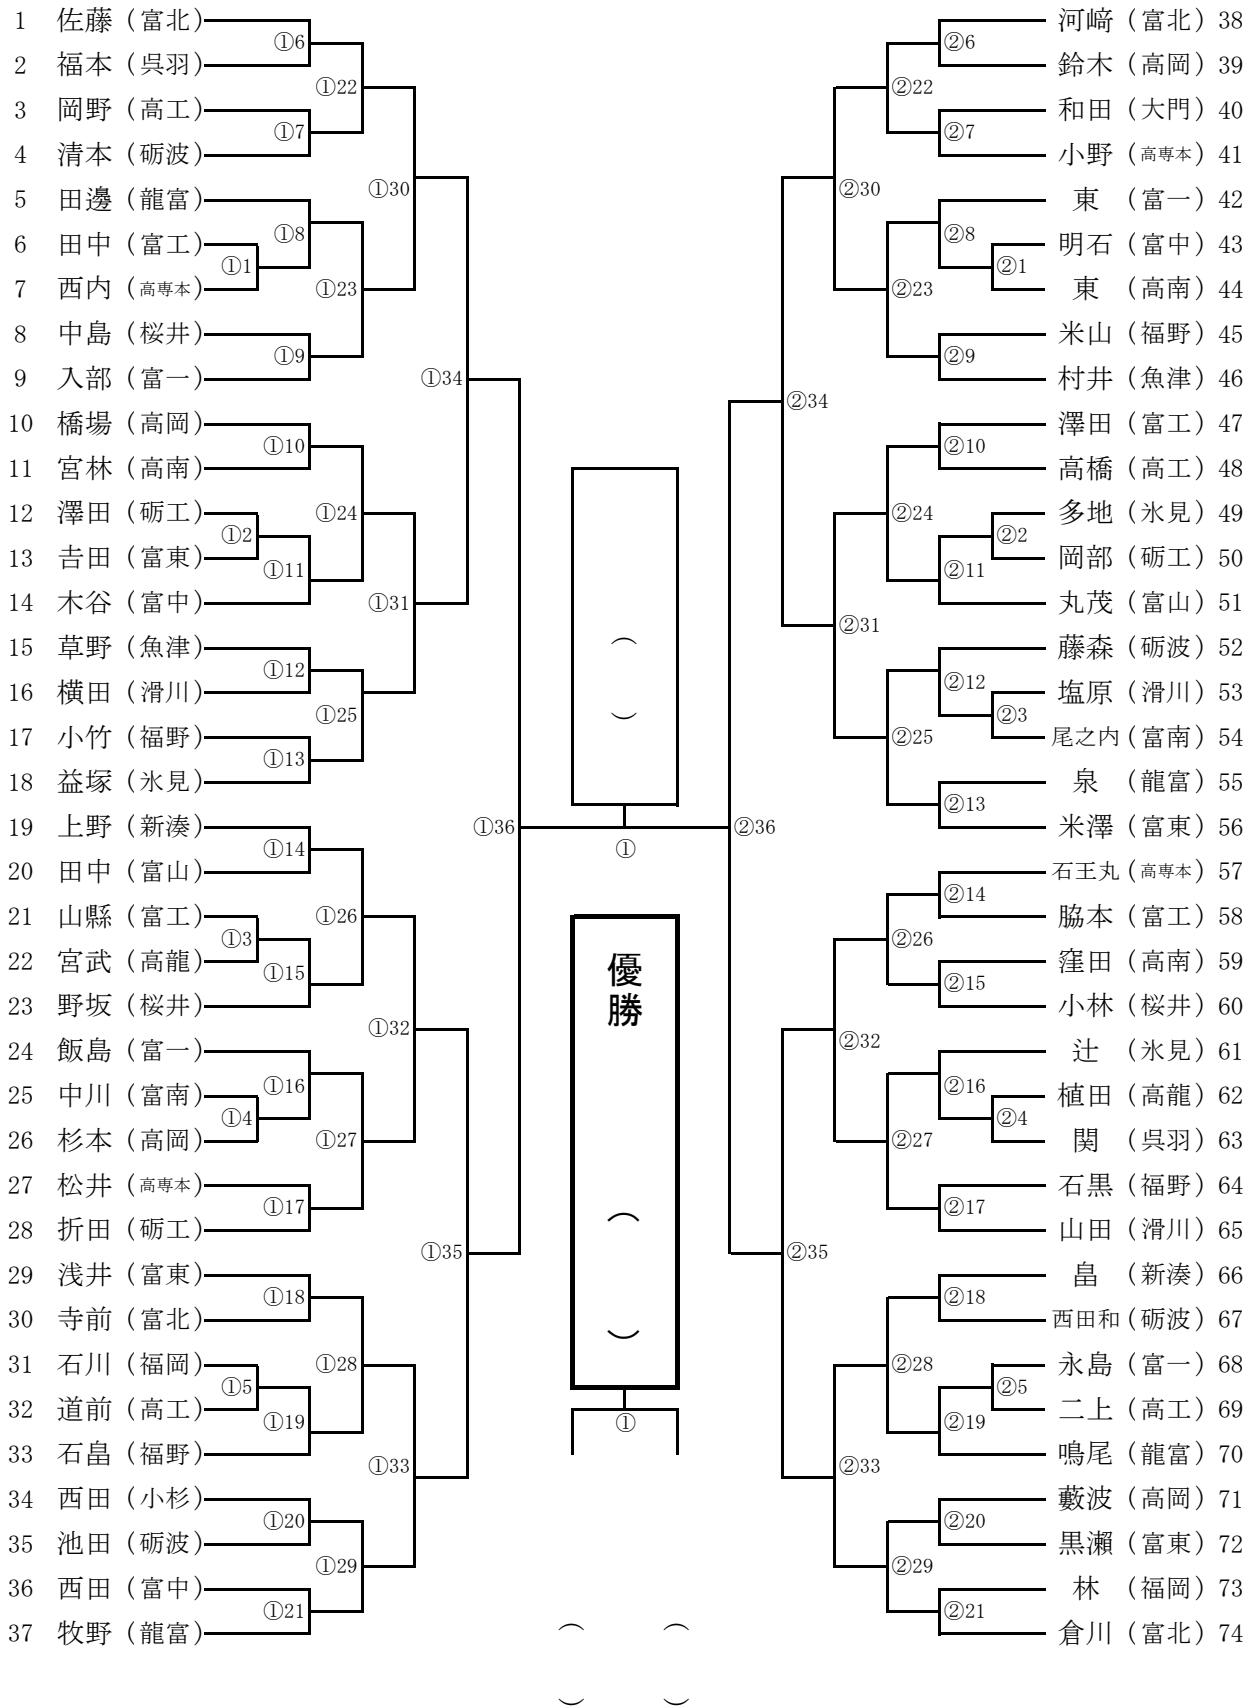 1 佐藤（富北）
2 福本（呉羽）
3 岡野（高工）
4 清本（砺波）
5 田邊（龍富）
6 田中（富工）
7 西内（高専本）
8 中島（桜井）
9 入部（富一）
10 橋場（高岡）
11 宮林（高南）
12 澤田（砺工）
13 𠮷田（富東）
14 木谷（富中）
15 草野（魚津）
16 横田（滑川）
17 小竹（福野）
18 益塚（氷見）
19 上野（新湊）
20 田中（富山）
21 山縣（富工）
22 宮武（高龍）
23 野坂（桜井）
24 飯島（富一）
25 中川（富南）
26 杉本（高岡）
27 松井（高専本）
28 折田（砺工）
29 浅井（富東）
30 寺前（富北）
31 石川（福岡）
32 道前（高工）
33 石畠（福野）
34 西田（小杉）
35 池田（砺波）
36 西田（富中）
37 牧野（龍富）
①1
①2
①3
①4
①5
①6
①7
①8
①9
①10
①11
①12
①13
①14
①15
①16
①17
①18
①19
①20
①21
①22
①23
①24
①25
①26
①27
①28
①29
①30
①31
①32
①33
①34
①35
①36
（　）
①
優勝
（　）
①
（　）
（　）
②36
②34
②35
②30
②31
②32
②33
②22
②23
②24
②25
②26
②27
②28
②29
②6
②7
②8
②9
②10
②11
②12
②13
②14
②15
②16
②17
②18
②19
②20
②21
②1
②2
②3
②4
②5
河﨑（富北）38
鈴木（高岡）39
和田（大門）40
小野（高専本）41
東（富一）42
明石（富中）43
東（高南）44
米山（福野）45
村井（魚津）46
澤田（富工）47
高橋（高工）48
多地（氷見）49
岡部（砺工）50
丸茂（富山）51
藤森（砺波）52
塩原（滑川）53
尾之内（富南）54
泉（龍富）55
米澤（富東）56
石王丸（高専本）57
脇本（富工）58
窪田（高南）59
小林（桜井）60
辻（氷見）61
植田（高龍）62
関（呉羽）63
石黒（福野）64
山田（滑川）65
畠（新湊）66
西田和（砺波）67
永島（富一）68
二上（高工）69
鳴尾（龍富）70
藪波（高岡）71
黒瀬（富東）72
林（福岡）73
倉川（富北）74